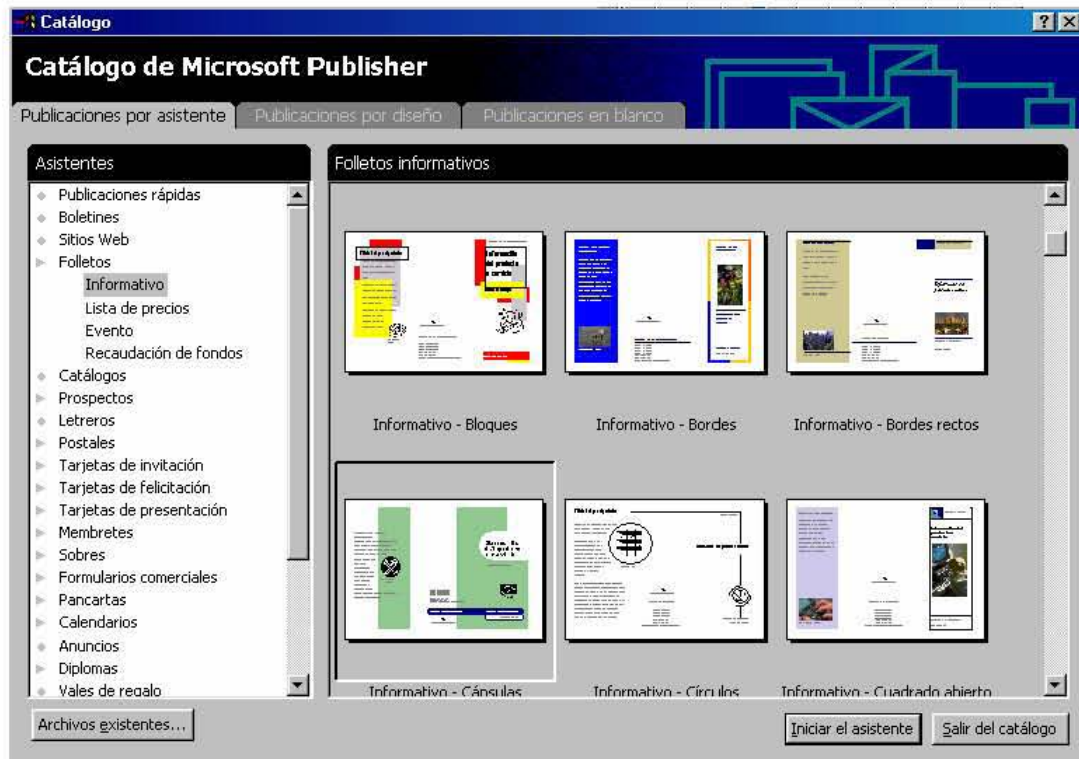 Catálogo
Catálogo de Microsoft Publisher
Publicaciones por asistente
Publicaciones por diseño
Publicaciones en blanco
Asistentes
Publicaciones rápidas
Boletines
Sitios Web
Folletos
Informativo
Lista de precios
Evento
Recaudación de fondos
Catálogos
Prospectos
Letreros
Postales
Tarjetas de invitación
Tarjetas de felicitación
Tarjetas de presentación
Membretes
Sobres
Formularios comerciales
Pancartas
Calendarios
Anuncios
Diplomas
Vales de regalo
Folletos informativos
Informativo - Bloques
Informativo - Bordes
Informativo - Bordes rectos
Informativo - Cápsulas
Informativo - Círculos
Informativo - Cuadrado abierto
Archivos existentes...
Iniciar el asistente
Salir del catálogo